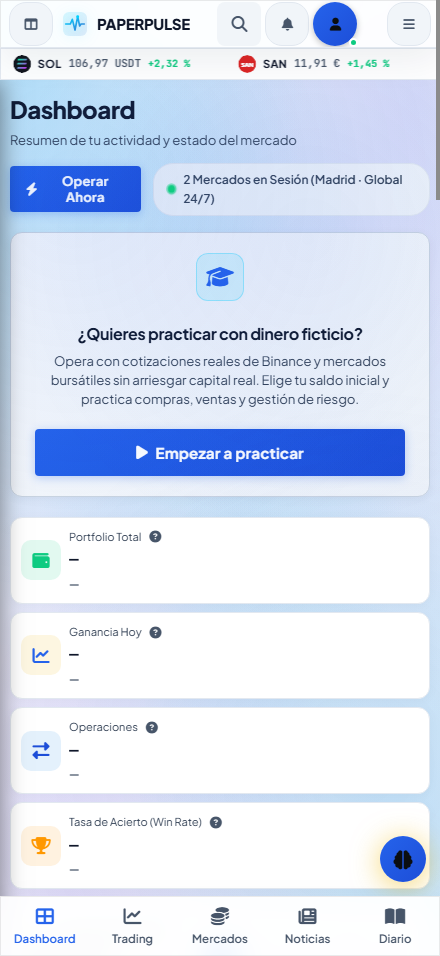 PAPERPULSE
SOL 106,97 USDT +2,32 %
SAN SAN 11,91 € +1,45 %
Dashboard
Resumen de tu actividad y estado del mercado
Operar
Ahora
2 Mercados en Sesión (Madrid · Global
24/7)
¿Quieres practicar con dinero ficticio?
Opera con cotizaciones reales de Binance y mercados
bursátiles sin arriesgar capital real. Elige tu saldo inicial y
practica compras, ventas y gestión de riesgo.
Empezar a practicar
Portfolio Total ?
—
—
Ganancia Hoy ?
—
—
Operaciones ?
—
—
Tasa de Acierto (Win Rate) ?
—
—
Dashboard Trading Mercados Noticias Diario